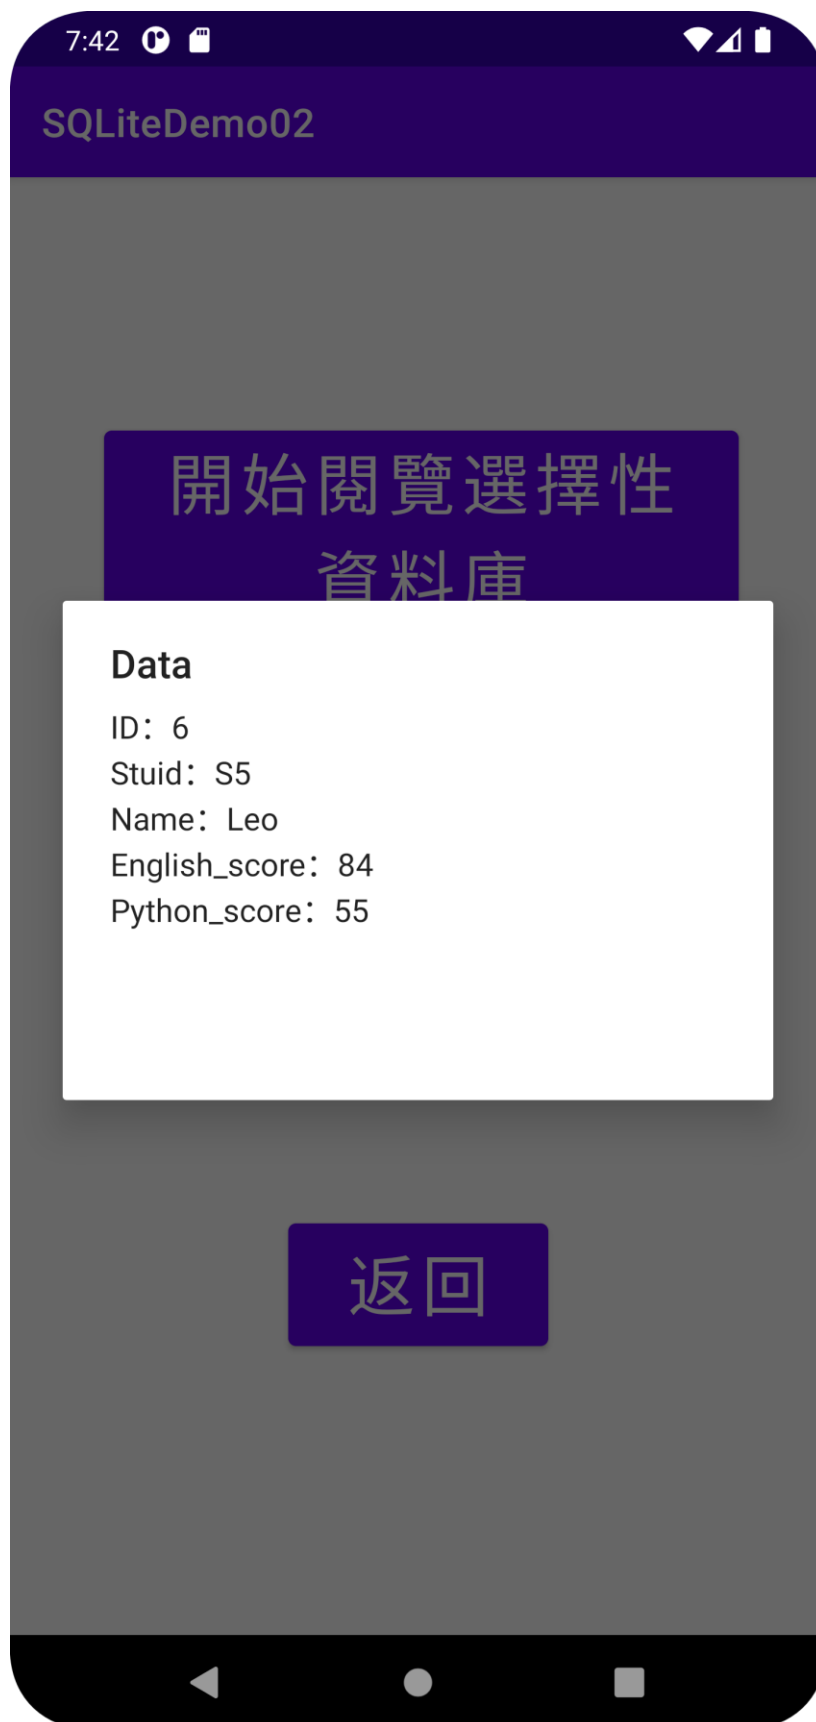 7:42
SQLiteDemo02
開始閱覽選擇性
資料庫
Data
ID：6
Stuid：S5
Name：Leo
English_score：84
Python_score：55
返回